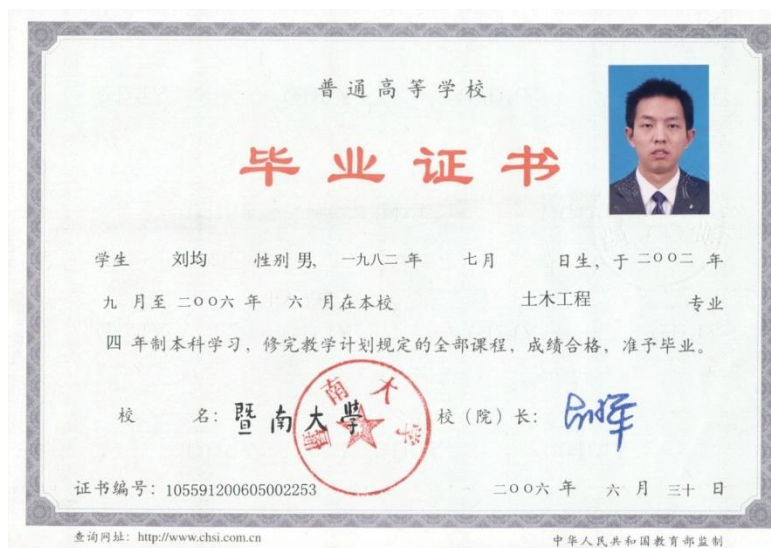 普通高等学校
毕业证书
学生 刘均 性别 男, 一九八二 年 七 月 日生, 于 二〇〇二 年
九 月至 二〇〇六 年 六 月在本校 土木工程 专业
四 年制本科学习, 修完教学计划规定的全部课程, 成绩合格, 准予毕业。
校 名: 暨南大學 校(院)长:
暨南大学
证书编号: 105591200605002253 二〇〇六 年 六 月 三十 日
查询网址: http://www.chsi.com.cn 中华人民共和国教育部监制